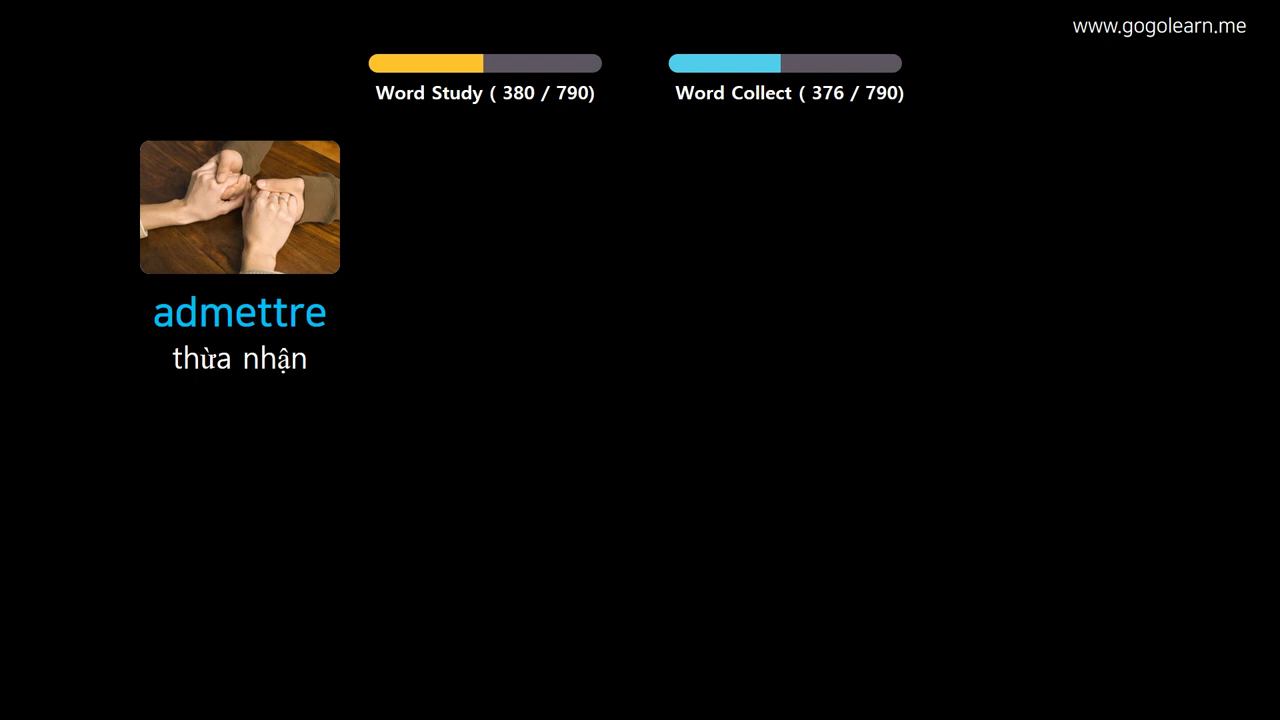 www.gogolearn.me
Word Study ( 380 / 790)
Word Collect ( 376 / 790)
admettre
thừa nhận